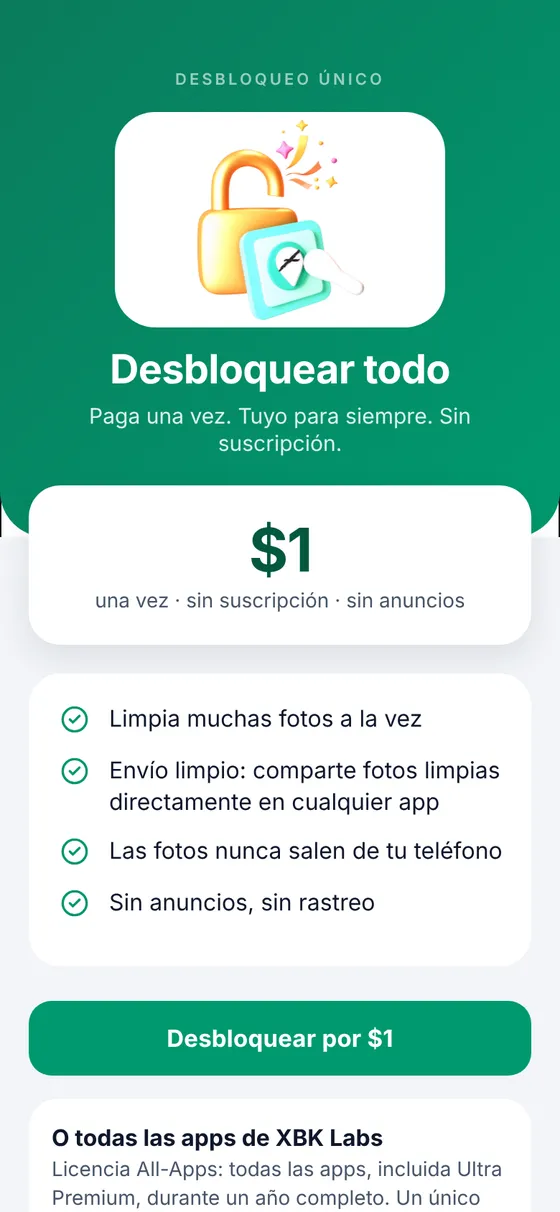 DESBLOQUEO ÚNICO
Desbloquear todo
Paga una vez. Tuyo para siempre. Sin
suscripción.
$1
una vez · sin suscripción · sin anuncios
Limpia muchas fotos a la vez
Envío limpio: comparte fotos limpias
directamente en cualquier app
Las fotos nunca salen de tu teléfono
Sin anuncios, sin rastreo
Desbloquear por $1
O todas las apps de XBK Labs
Licencia All-Apps: todas las apps, incluida Ultra
Premium, durante un año completo. Un único